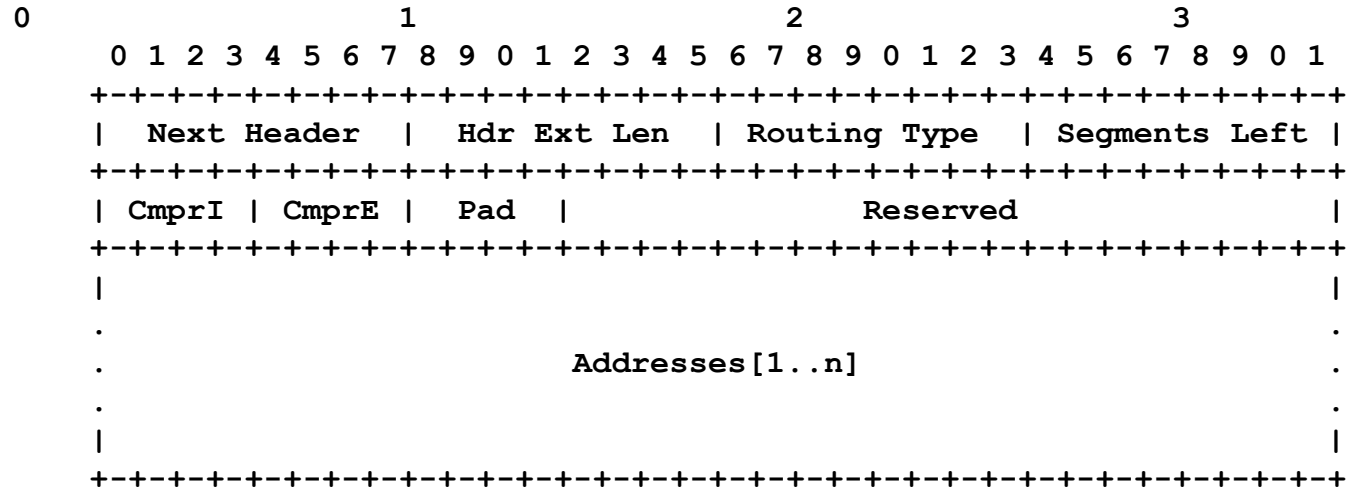 0                   1                   2                   3
 0 1 2 3 4 5 6 7 8 9 0 1 2 3 4 5 6 7 8 9 0 1 2 3 4 5 6 7 8 9 0 1
+-+-+-+-+-+-+-+-+-+-+-+-+-+-+-+-+-+-+-+-+-+-+-+-+-+-+-+-+-+-+-+-+
|  Next Header  |  Hdr Ext Len  | Routing Type  | Segments Left |
+-+-+-+-+-+-+-+-+-+-+-+-+-+-+-+-+-+-+-+-+-+-+-+-+-+-+-+-+-+-+-+-+
| CmprI | CmprE |  Pad  |               Reserved                |
+-+-+-+-+-+-+-+-+-+-+-+-+-+-+-+-+-+-+-+-+-+-+-+-+-+-+-+-+-+-+-+-+
|                                                               |
.                                                               .
.                        Addresses[1..n]                        .
.                                                               .
|                                                               |
+-+-+-+-+-+-+-+-+-+-+-+-+-+-+-+-+-+-+-+-+-+-+-+-+-+-+-+-+-+-+-+-+